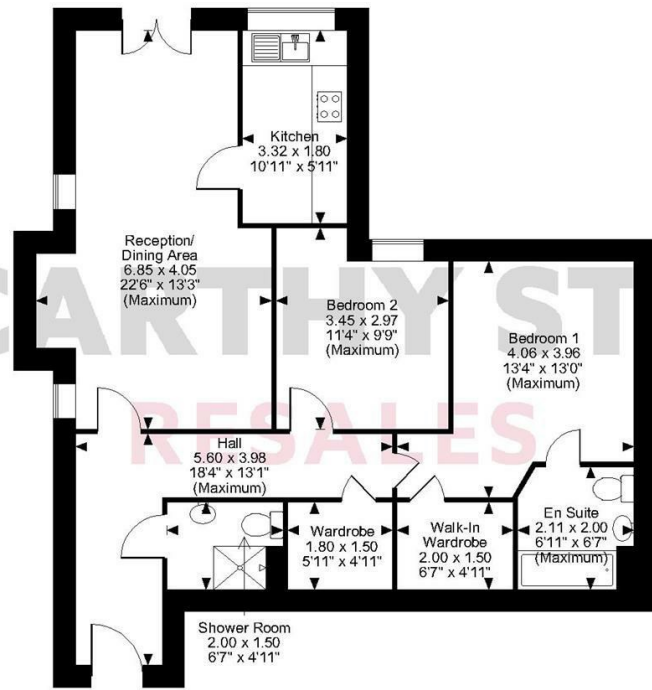 Kitchen
3.32 x 1.80
10'11" x 5'11"
Reception/
Dining Area
6.85 x 4.05
22'6" x 13'3"
(Maximum)
Bedroom 2
3.45 x 2.97
11'4" x 9'9"
(Maximum)
Bedroom 1
4.06 x 3.96
13'4" x 13'0"
(Maximum)
CARTHY ST
RESALES
Hall
5.60 x 3.98
18'4" x 13'1"
(Maximum)
Wardrobe
1.80 x 1.50
5'11" x 4'11"
Walk-In
Wardrobe
2.00 x 1.50
6'7" x 4'11"
En Suite
2.11 x 2.00
6'11" x 6'7"
(Maximum)
Shower Room
2.00 x 1.50
6'7" x 4'11"